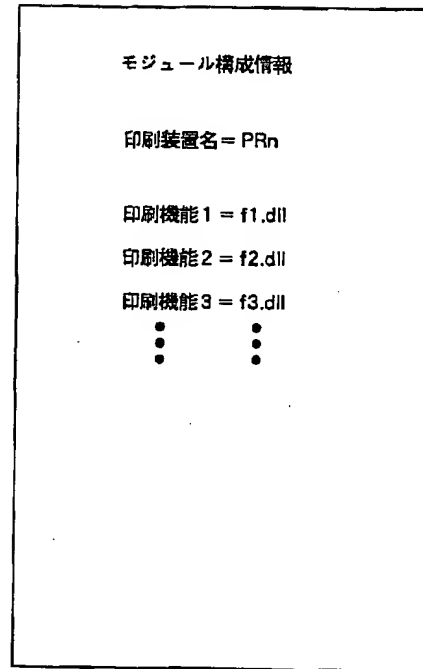 モジュール構成情報
印刷装置名 = PRn
印刷機能1 = f1.dll
印刷機能2 = f2.dll
印刷機能3 = f3.dll